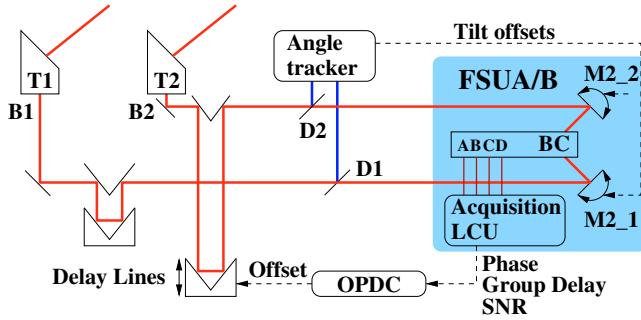 Angle
tracker
Tilt offsets
T1
T2
FSUA/B
M2_2
B1
B2
D2
ABCD
BC
D1
M2_1
Acquisition
LCU
Delay Lines
Offset
OPDC
Phase
Group Delay
SNR